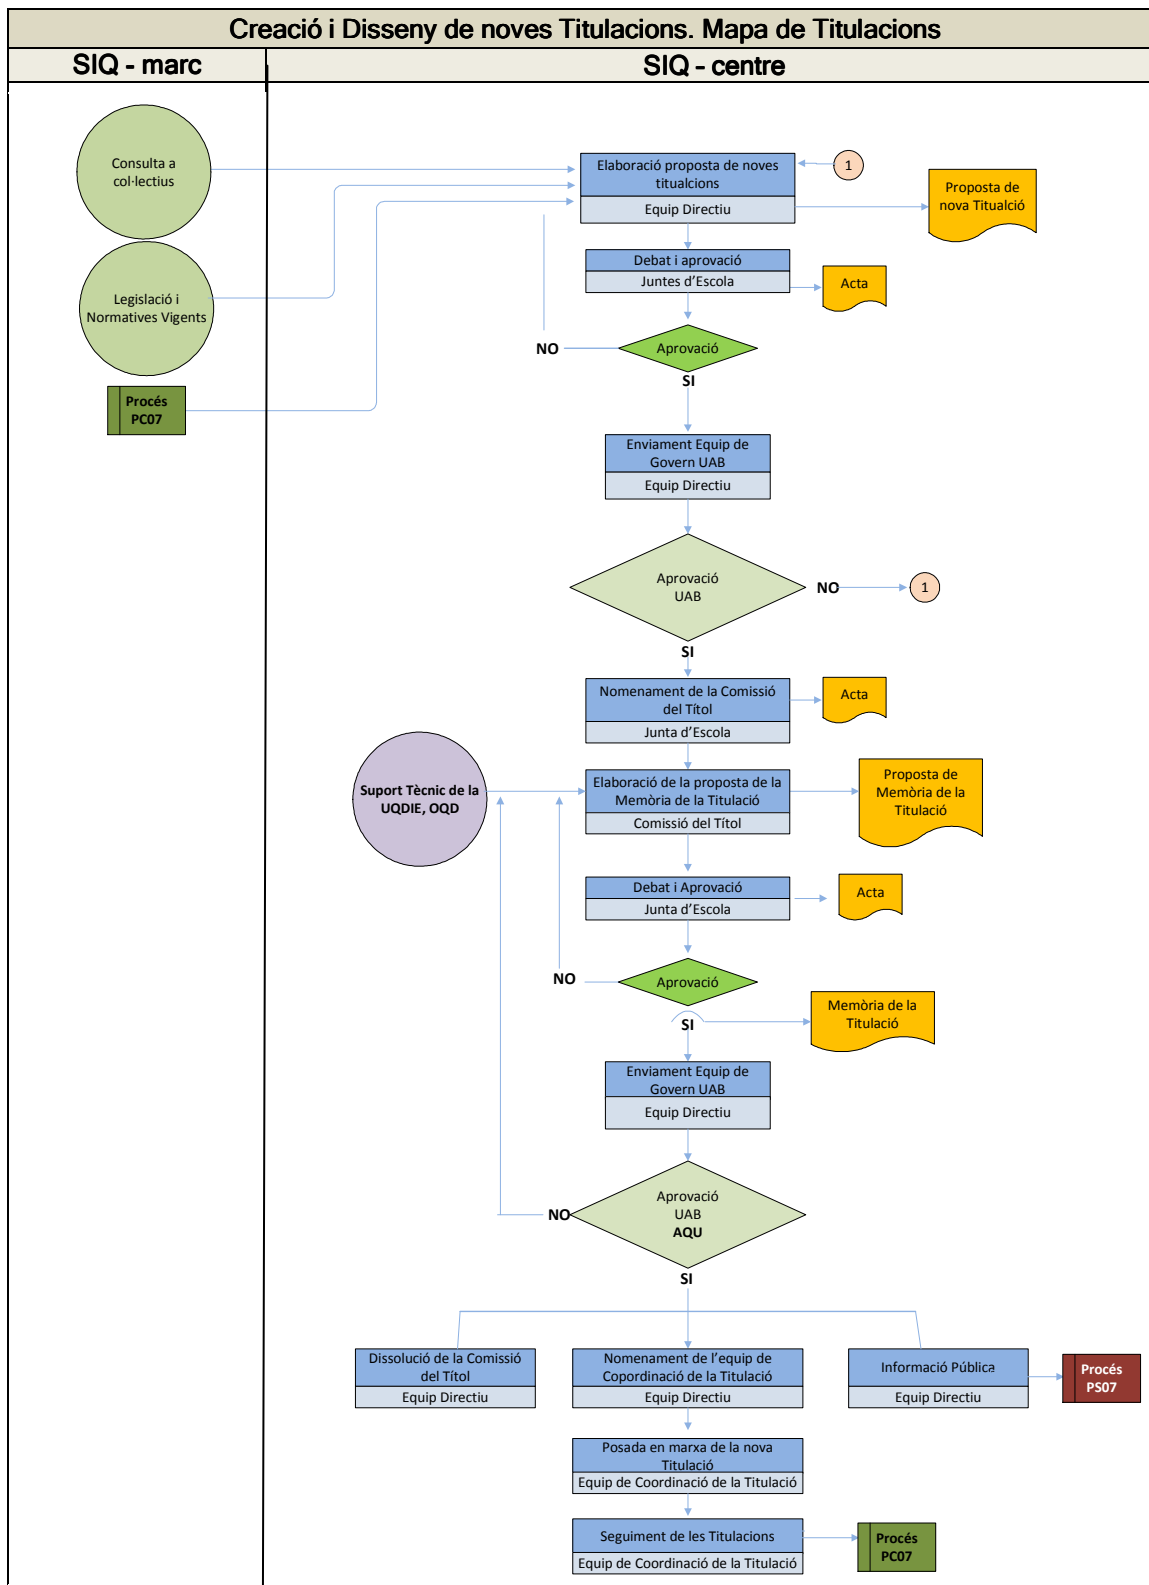 Creació i Disseny de noves Titulacions. Mapa de Titulacions
SIQ - marc
SIQ - centre
Consulta a
col·lectius
Elaboració proposta de noves
titualcions
Equip Directiu
1
Proposta de
nova Titualció
Legislació i
Normatives Vigents
Debat i aprovació
Juntes d'Escola
Acta
NO
Aprovació
SI
Procés
PC07
Enviament Equip de
Govern UAB
Equip Directiu
Aprovació
UAB
NO
1
SI
Nomenament de la Comissió
del Títol
Junta d'Escola
Acta
Suport Tècnic de la
UQDIE, OQD
Elaboració de la proposta de la
Memòria de la Titulació
Comissió del Títol
Proposta de
Memòria de la
Titulació
Debat i Aprovació
Junta d'Escola
Acta
NO
Aprovació
SI
Memòria de la
Titulació
Enviament Equip de
Govern UAB
Equip Directiu
Aprovació
UAB
AQU
NO
SI
Dissolució de la Comissió
del Títol
Equip Directiu
Nomenament de l'equip de
Copordinació de la Titulació
Equip Directiu
Informació Pública
Equip Directiu
Procés
PS07
Posada en marxa de la nova
Titulació
Equip de Coordinació de la Titulació
Seguiment de les Titulacions
Equip de Coordinació de la Titulació
Procés
PC07